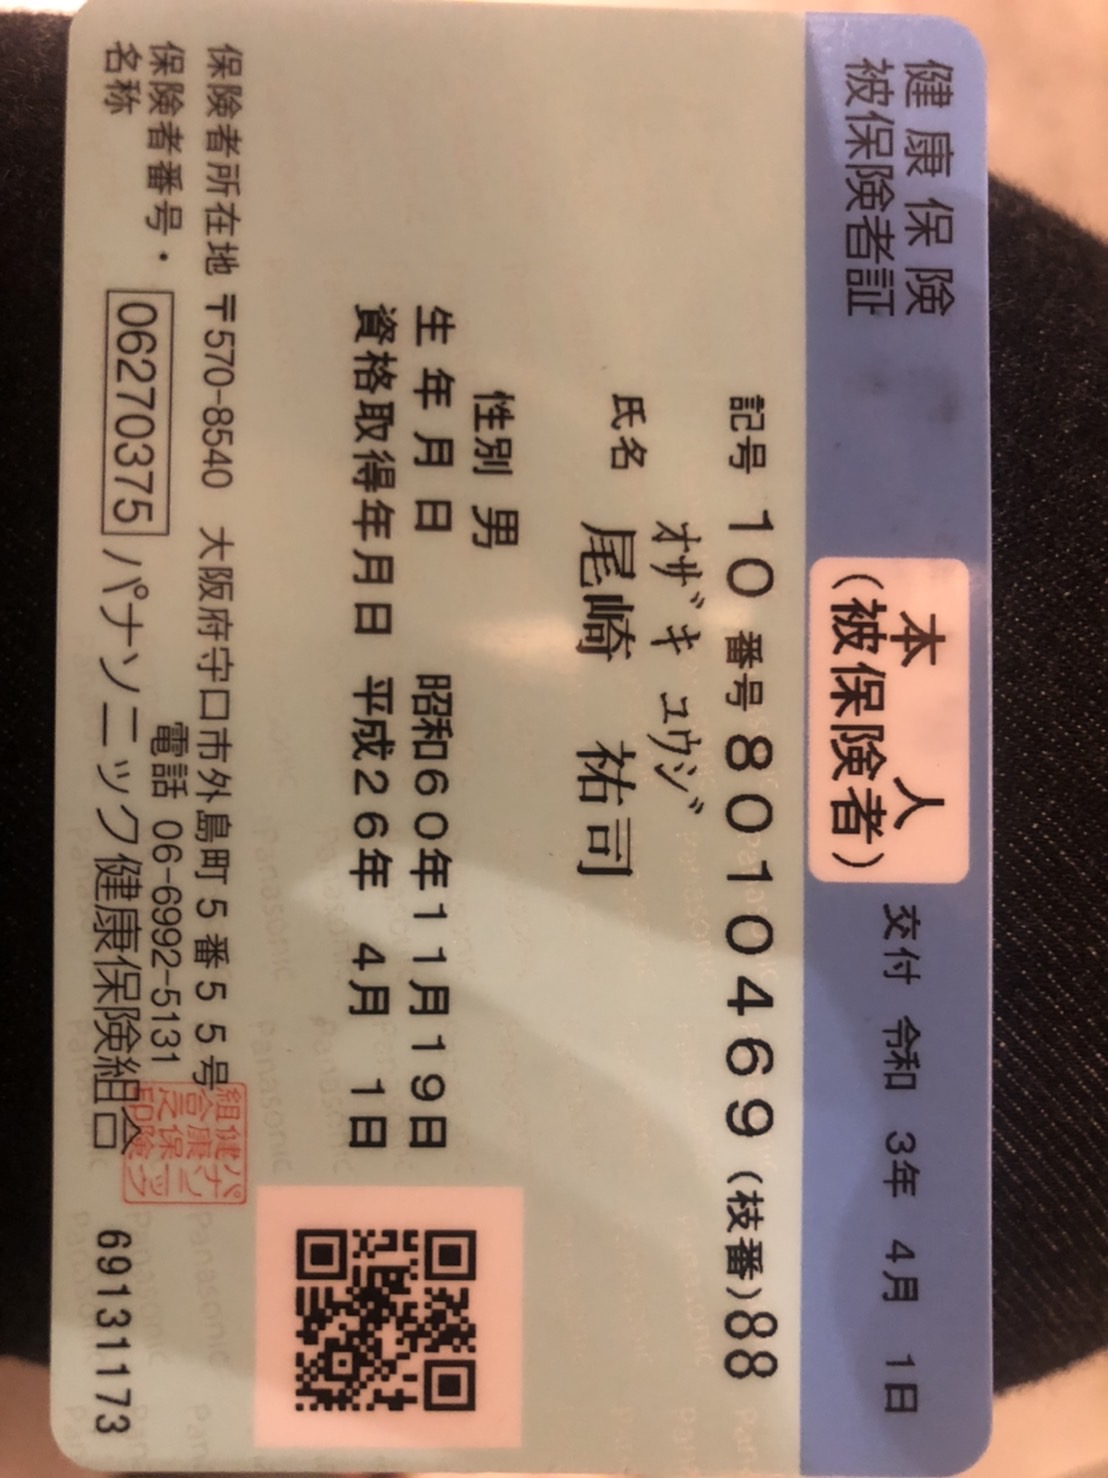 健康保険
被保険者証
本人
(被保険者)
交付 令和 3年 4月 1日
記号 10 番号 8010469 (枝番)88
オザキ ユウジ
氏名 尾崎 祐司
性別 男
生年月日 昭和60年11月19日
資格取得年月日 平成26年 4月 1日
保険者所在地 〒570-8540 大阪府守口市外島町5番55号
電話 06-6992-5131
保険者番号・
名称
06270375 パナソニック健康保険組合
69131173
Panasonic